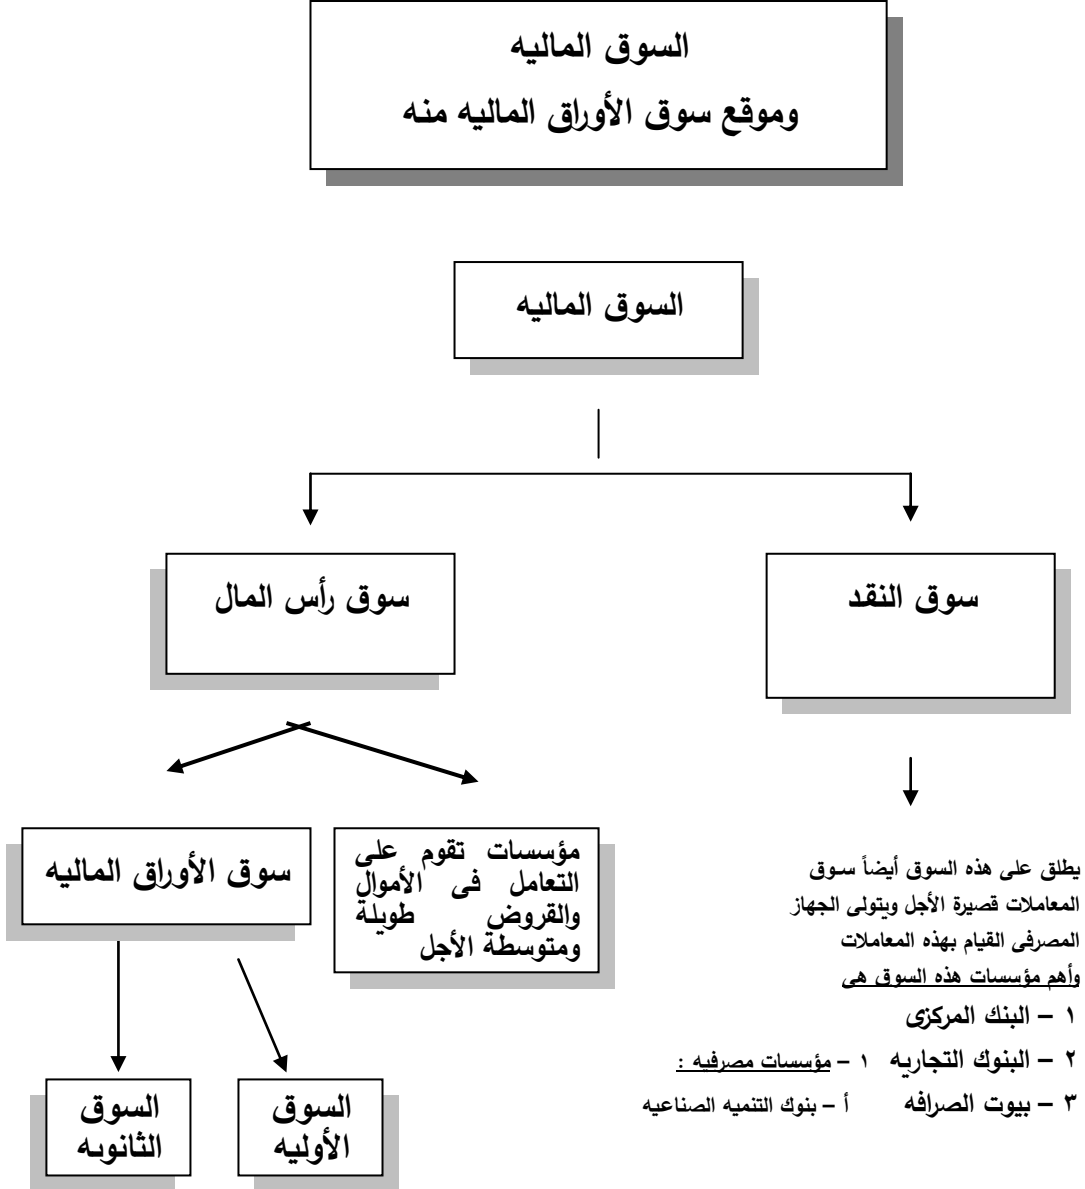 السوق الماليه
وموقع سوق الأوراق الماليه منه
السوق الماليه
سوق النقد
سوق رأس المال
يطلق على هذه السوق أيضاً سوق
المعاملات قصيرة الأجل ويتولى الجهاز
المصرفى القيام بهذه المعاملات
وأهم مؤسسات هذه السوق هى
١ – البنك المركزى
٢ – البنوك التجاريه
٣ – بيوت الصرافه
١ – مؤسسات مصرفيه :
أ – بنوك التنميه الصناعيه
مؤسسات تقوم على
التعامل فى الأموال
والقروض طويلة
ومتوسطة الأجل
سوق الأوراق الماليه
السوق
الأوليه
السوق
الثانويه